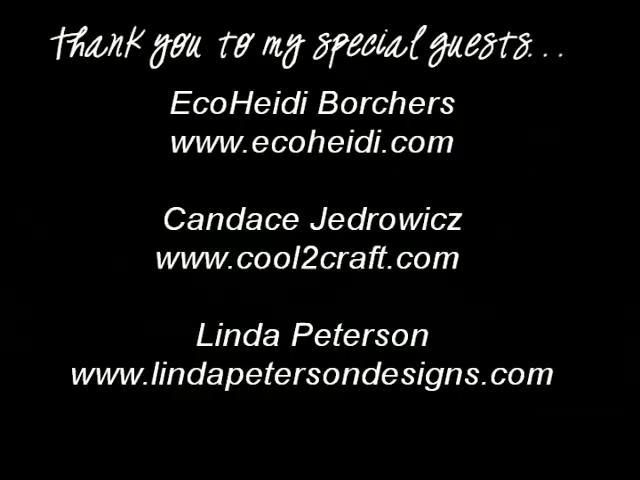 thank you to my special guests...
EcoHeidi Borchers
www.ecoheidi.com
Candace Jedrowicz
www.cool2craft.com
Linda Peterson
www.lindapetersondesigns.com